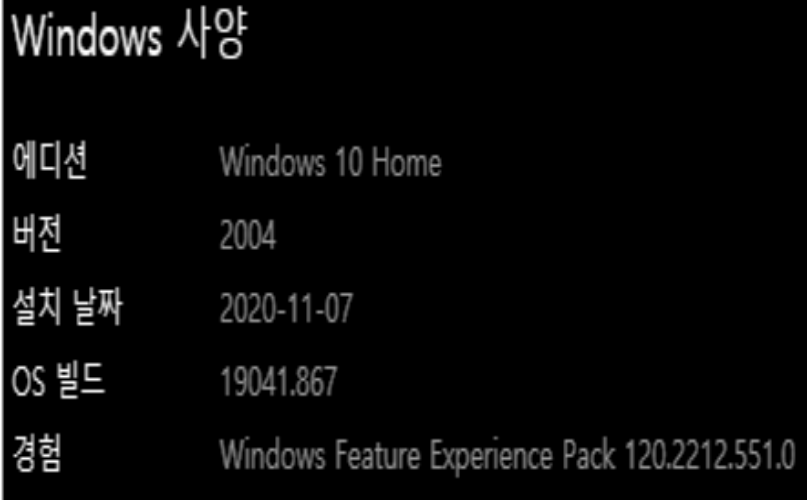 Windows 사양
에디션 Windows 10 Home
버전 2004
설치 날짜 2020-11-07
OS 빌드 19041.867
경험 Windows Feature Experience Pack 120.2212.551.0